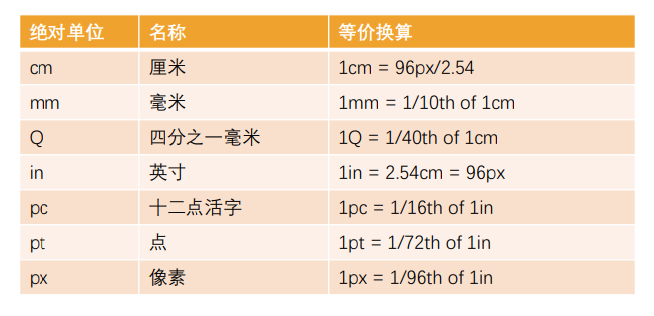 绝对单位 名称 等价换算
cm 厘米 1cm = 96px/2.54
mm 毫米 1mm = 1/10th of 1cm
Q 四分之一毫米 1Q = 1/40th of 1cm
in 英寸 1in = 2.54cm = 96px
pc 十二点活字 1pc = 1/16th of 1in
pt 点 1pt = 1/72th of 1in
px 像素 1px = 1/96th of 1in